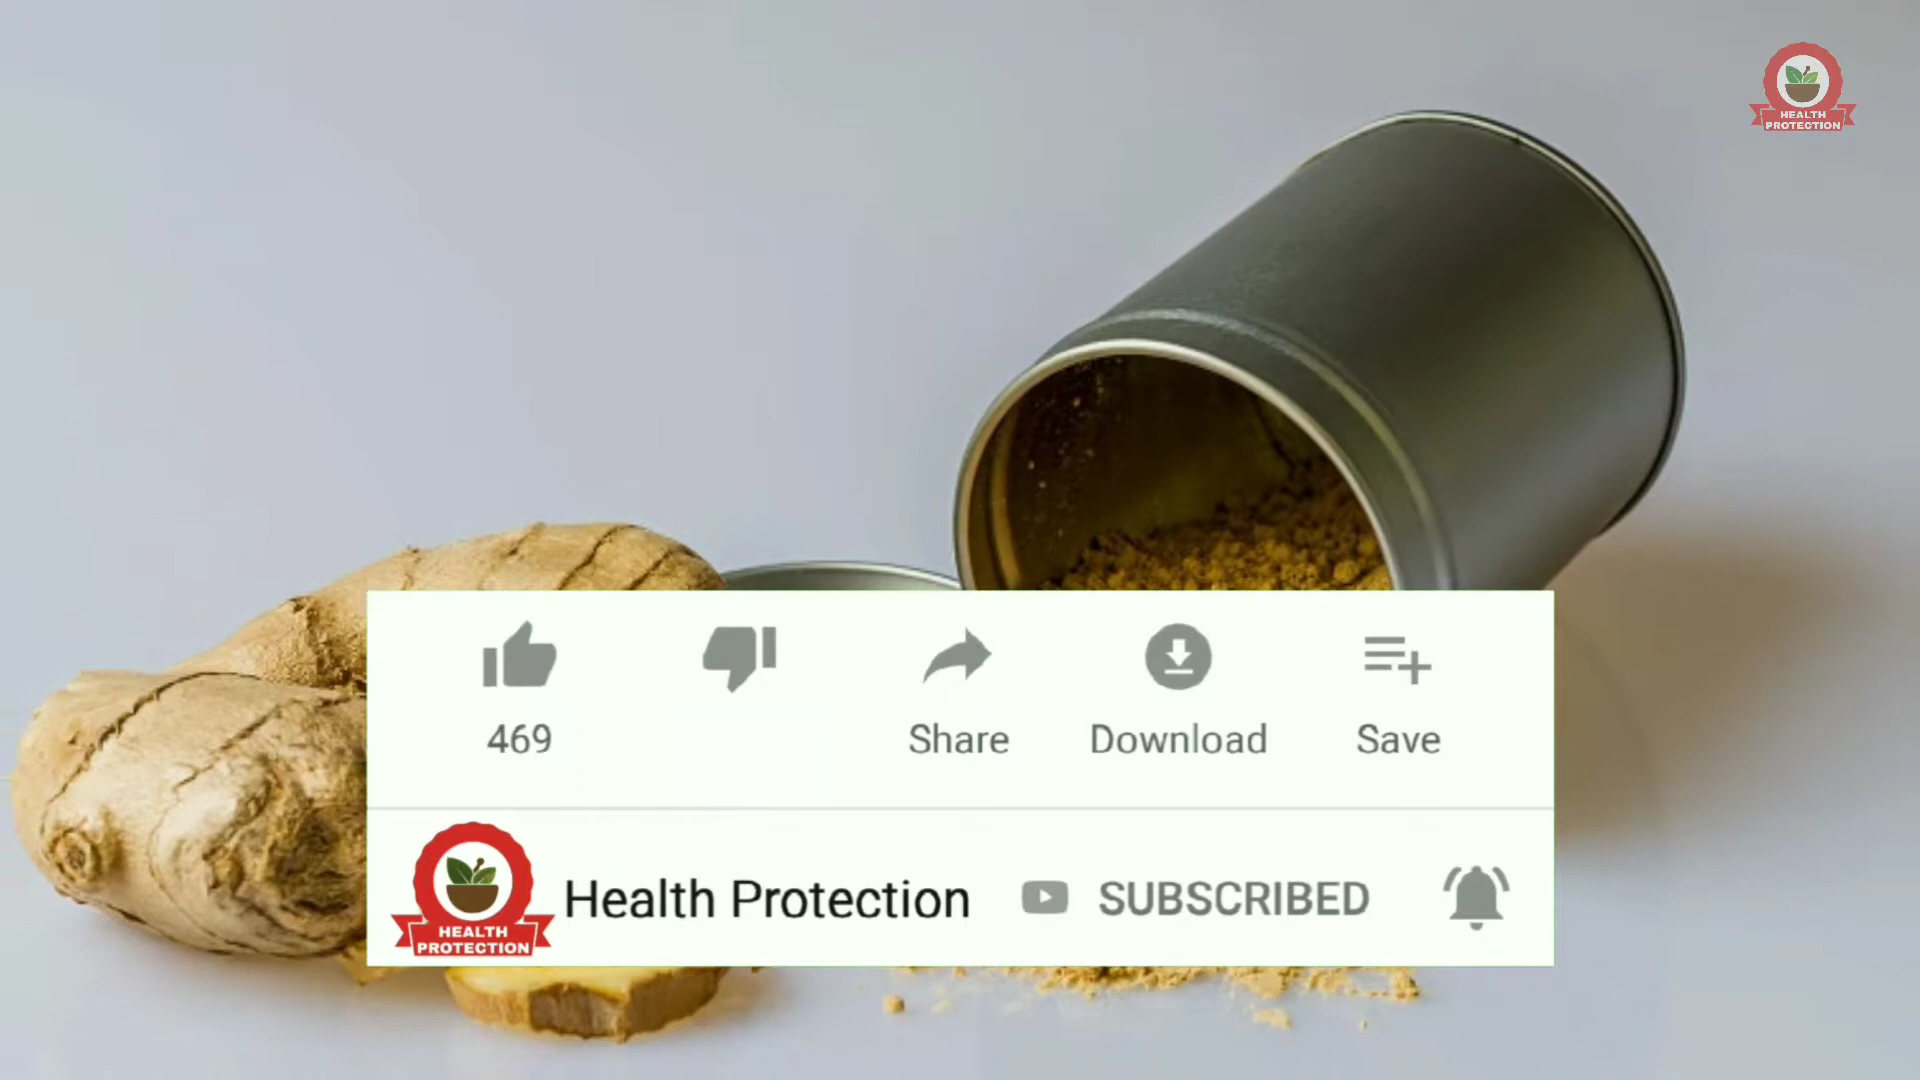 HEALTH
PROTECTION
469
Share
Download
Save
HEALTH
PROTECTION
Health Protection
SUBSCRIBED